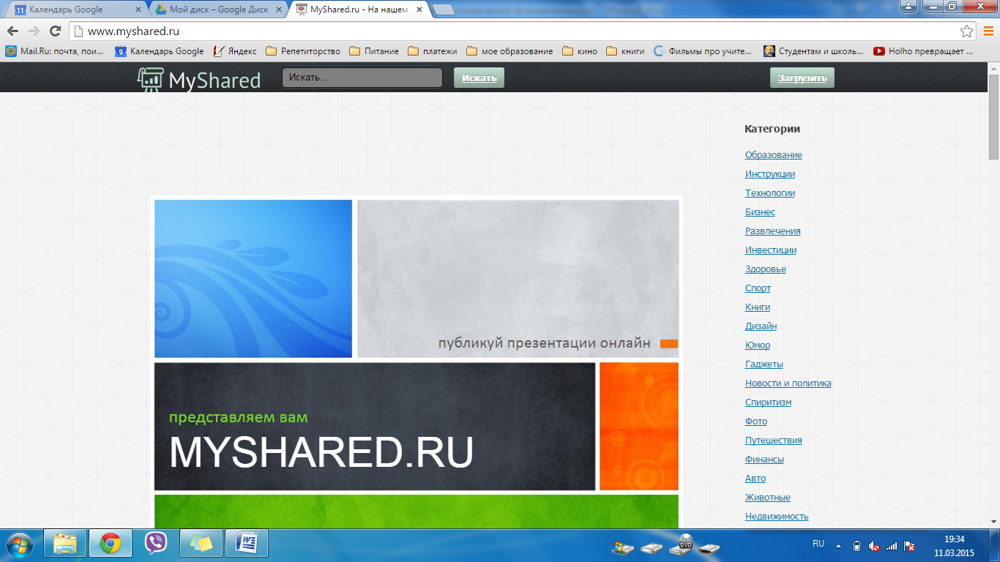 Календарь Google
Мой диск – Google Диск
MyShared.ru - На нашем
www.myshared.ru
Mail.Ru: почта, пои...
Календарь Google
Яндекс
Репетиторство
Питание
платежи
мое образование
кино
книги
Фильмы про учите...
Студентам и школь...
Holho превращает ...
MyShared
Искать...
Искать
Загрузить
публикуй презентации онлайн
представляем вам
MYSHARED.RU
Категории
Образование
Инструкции
Технологии
Бизнес
Развлечения
Инвестиции
Здоровье
Спорт
Книги
Дизайн
Юмор
Гаджеты
Новости и политика
Спиритизм
Фото
Путешествия
Финансы
Авто
Животные
Недвижимость
DVD
RU
19:34
11.03.2015